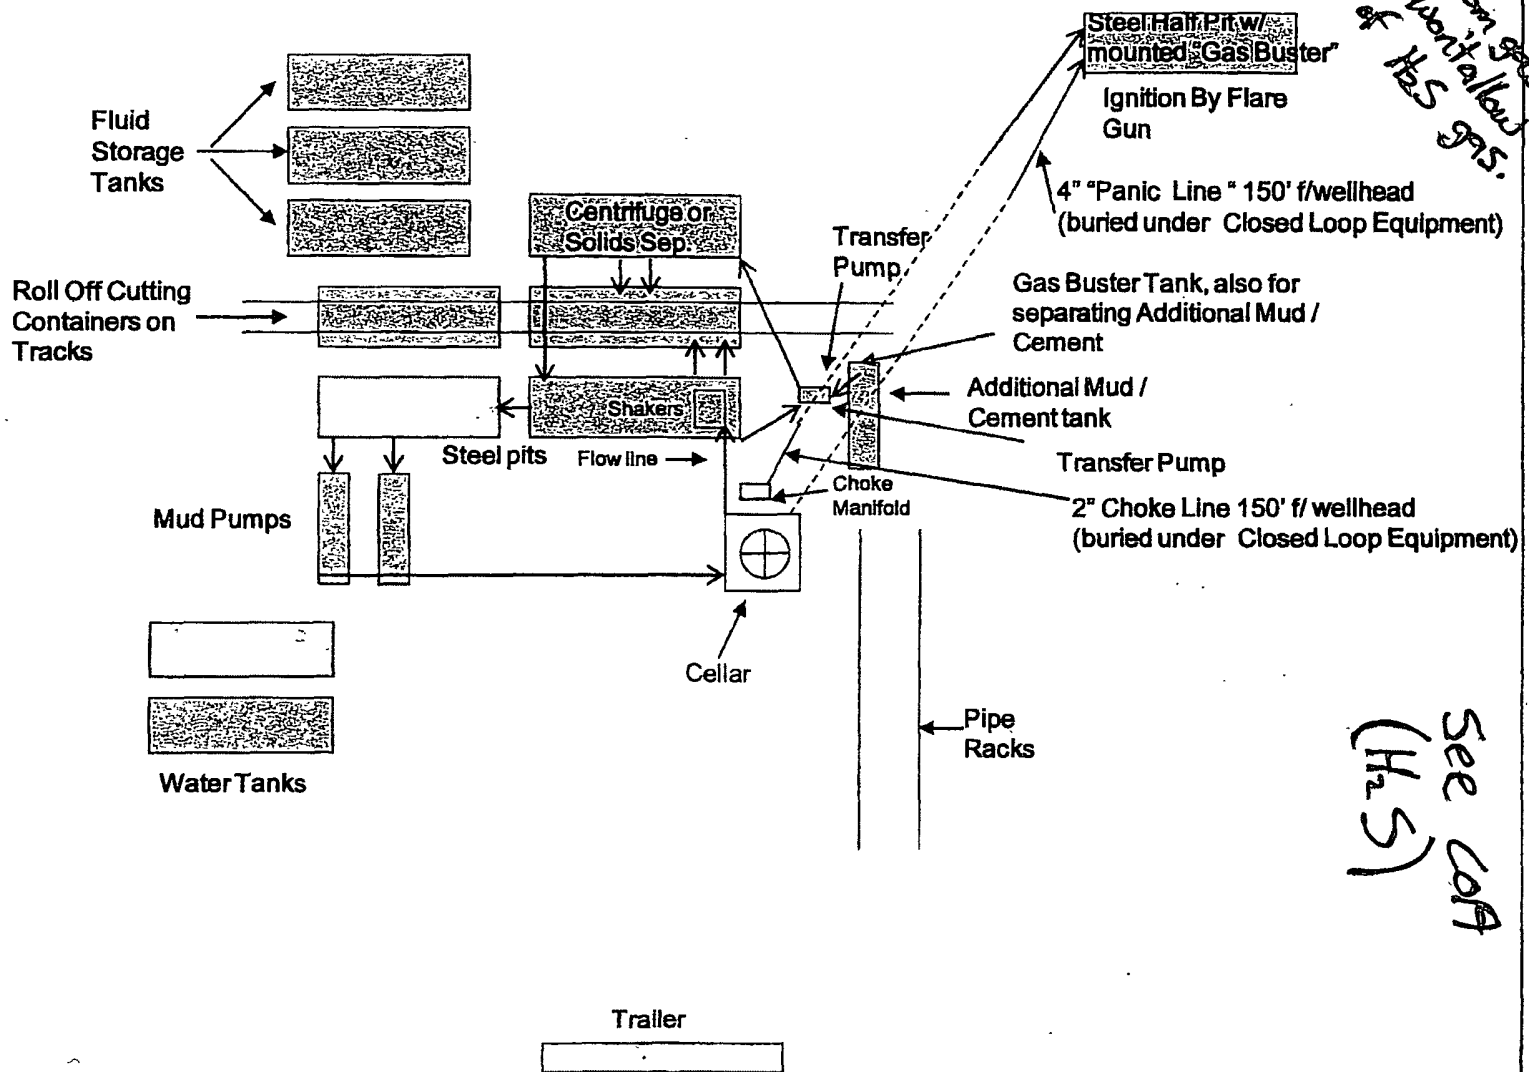 Steel Half Pit w/
mounted "Gas Buster"
Ignition By Flare
Gun
won't allow
of H2S gas.
Fluid
Storage
Tanks
4" "Panic Line " 150' f/wellhead
(buried under Closed Loop Equipment)
Centrifuge or
Solids Sep.
Transfer
Pump
Roll Off Cutting
Containers on
Tracks
Gas Buster Tank, also for
separating Additional Mud /
Cement
Additional Mud /
Cement tank
Shakers
Steel pits
Flow line
Transfer Pump
Choke
Manifold
Mud Pumps
2" Choke Line 150' f/ wellhead
(buried under Closed Loop Equipment)
Cellar
Pipe
Racks
Water Tanks
See COA
(H2S)
Trailer